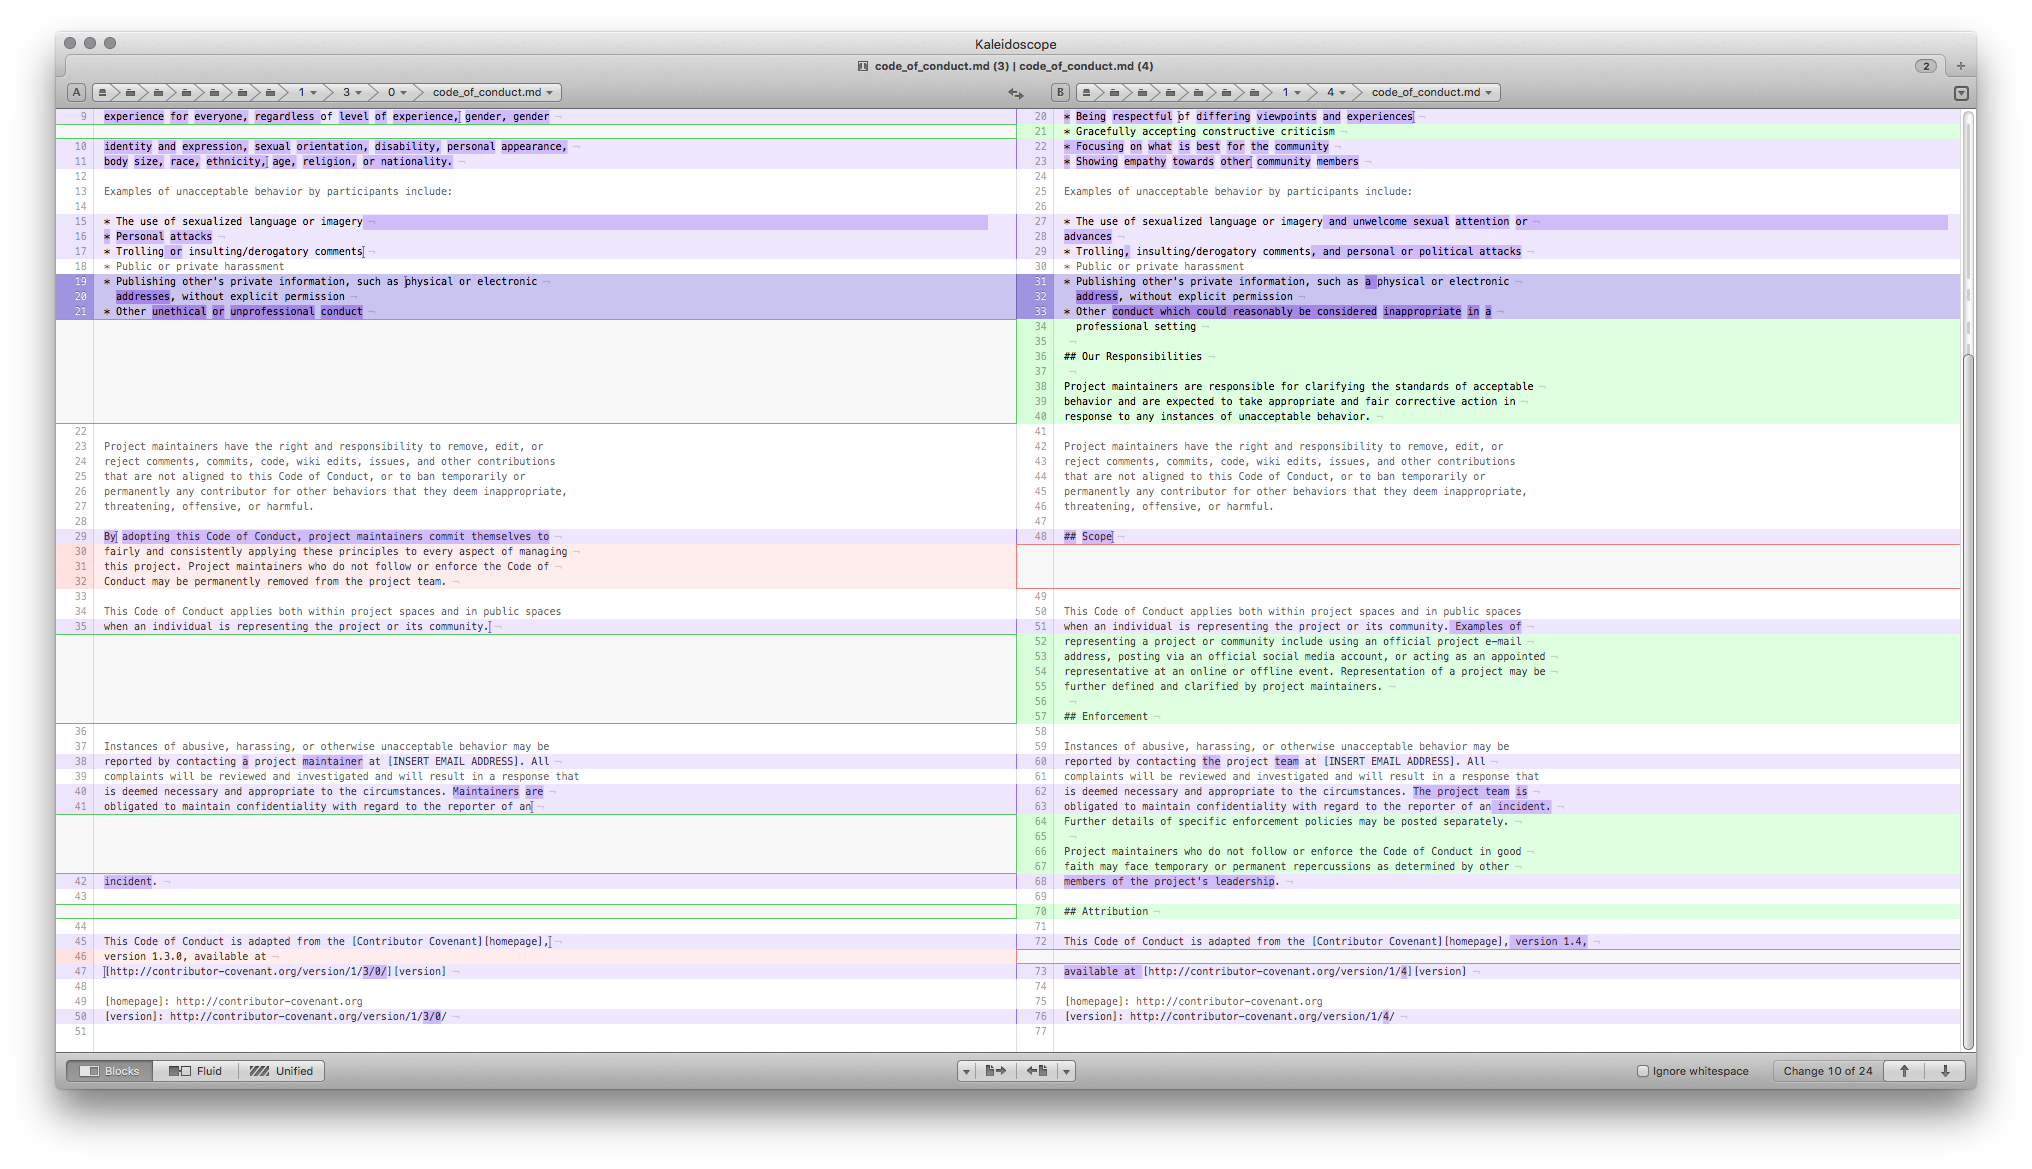 Kaleidoscope
code_of_conduct.md (3) | code_of_conduct.md (4)
2
+
A
1
3
0
code_of_conduct.md
B
1
4
code_of_conduct.md
9 experience for everyone, regardless of level of experience, gender, gender
10 identity and expression, sexual orientation, disability, personal appearance,
11 body size, race, ethnicity, age, religion, or nationality.
12
13 Examples of unacceptable behavior by participants include:
14
15 * The use of sexualized language or imagery
16 * Personal attacks
17 * Trolling or insulting/derogatory comments
18 * Public or private harassment
19 * Publishing other's private information, such as physical or electronic
20 addresses, without explicit permission
21 * Other unethical or unprofessional conduct
22
23 Project maintainers have the right and responsibility to remove, edit, or
24 reject comments, commits, code, wiki edits, issues, and other contributions
25 that are not aligned to this Code of Conduct, or to ban temporarily or
26 permanently any contributor for other behaviors that they deem inappropriate,
27 threatening, offensive, or harmful.
28
29 By adopting this Code of Conduct, project maintainers commit themselves to
30 fairly and consistently applying these principles to every aspect of managing
31 this project. Project maintainers who do not follow or enforce the Code of
32 Conduct may be permanently removed from the project team.
33
34 This Code of Conduct applies both within project spaces and in public spaces
35 when an individual is representing the project or its community.
36
37 Instances of abusive, harassing, or otherwise unacceptable behavior may be
38 reported by contacting a project maintainer at [INSERT EMAIL ADDRESS]. All
39 complaints will be reviewed and investigated and will result in a response that
40 is deemed necessary and appropriate to the circumstances. Maintainers are
41 obligated to maintain confidentiality with regard to the reporter of an
42 incident.
43
44
45 This Code of Conduct is adapted from the [Contributor Covenant][homepage],
46 version 1.3.0, available at
47 [http://contributor-covenant.org/version/1/3/0/][version]
48
49 [homepage]: http://contributor-covenant.org
50 [version]: http://contributor-covenant.org/version/1/3/0/
51
20 * Being respectful of differing viewpoints and experiences
21 * Gracefully accepting constructive criticism
22 * Focusing on what is best for the community
23 * Showing empathy towards other community members
24
25 Examples of unacceptable behavior by participants include:
26
27 * The use of sexualized language or imagery and unwelcome sexual attention or
28 advances
29 * Trolling, insulting/derogatory comments, and personal or political attacks
30 * Public or private harassment
31 * Publishing other's private information, such as a physical or electronic
32 address, without explicit permission
33 * Other conduct which could reasonably be considered inappropriate in a
34 professional setting
35
36 ## Our Responsibilities
37
38 Project maintainers are responsible for clarifying the standards of acceptable
39 behavior and are expected to take appropriate and fair corrective action in
40 response to any instances of unacceptable behavior.
41
42 Project maintainers have the right and responsibility to remove, edit, or
43 reject comments, commits, code, wiki edits, issues, and other contributions
44 that are not aligned to this Code of Conduct, or to ban temporarily or
45 permanently any contributor for other behaviors that they deem inappropriate,
46 threatening, offensive, or harmful.
47
48 ## Scope
49
50 This Code of Conduct applies both within project spaces and in public spaces
51 when an individual is representing the project or its community. Examples of
52 representing a project or community include using an official project e-mail
53 address, posting via an official social media account, or acting as an appointed
54 representative at an online or offline event. Representation of a project may be
55 further defined and clarified by project maintainers.
56
57 ## Enforcement
58
59 Instances of abusive, harassing, or otherwise unacceptable behavior may be
60 reported by contacting the project team at [INSERT EMAIL ADDRESS]. All
61 complaints will be reviewed and investigated and will result in a response that
62 is deemed necessary and appropriate to the circumstances. The project team is
63 obligated to maintain confidentiality with regard to the reporter of an incident.
64 Further details of specific enforcement policies may be posted separately.
65
66 Project maintainers who do not follow or enforce the Code of Conduct in good
67 faith may face temporary or permanent repercussions as determined by other
68 members of the project's leadership.
69
70 ## Attribution
71
72 This Code of Conduct is adapted from the [Contributor Covenant][homepage], version 1.4,
73 available at [http://contributor-covenant.org/version/1/4][version]
74
75 [homepage]: http://contributor-covenant.org
76 [version]: http://contributor-covenant.org/version/1/4/
77
Blocks
Fluid
Unified
Ignore whitespace
Change 10 of 24